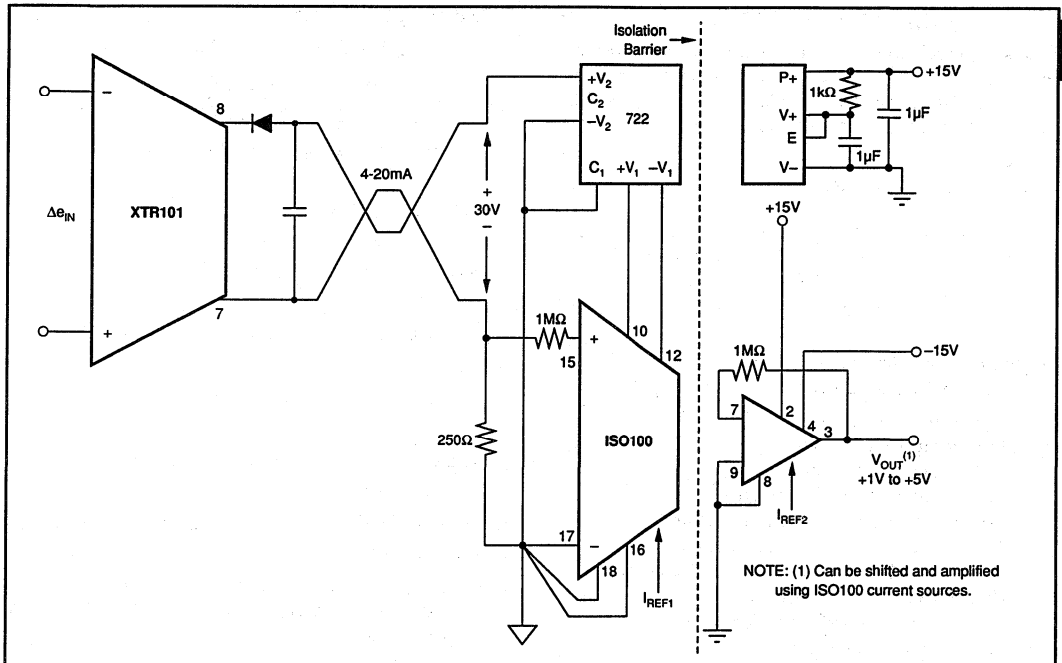 Isolation
Barrier
+V2
C2
–V2
722
C1 +V1 –V1
P+
V+
E
V–
1kΩ
1µF
1µF
+15V
8
–
XTR101
ΔeIN
+
7
4-20mA
+
30V
–
1MΩ
15
+
10
12
ISO100
250Ω
17
–
18
16
IREF1
+15V
–15V
1MΩ
7
2
4
3
9
8
IREF2
VOUT(1)
+1V to +5V
NOTE: (1) Can be shifted and amplified
using ISO100 current sources.